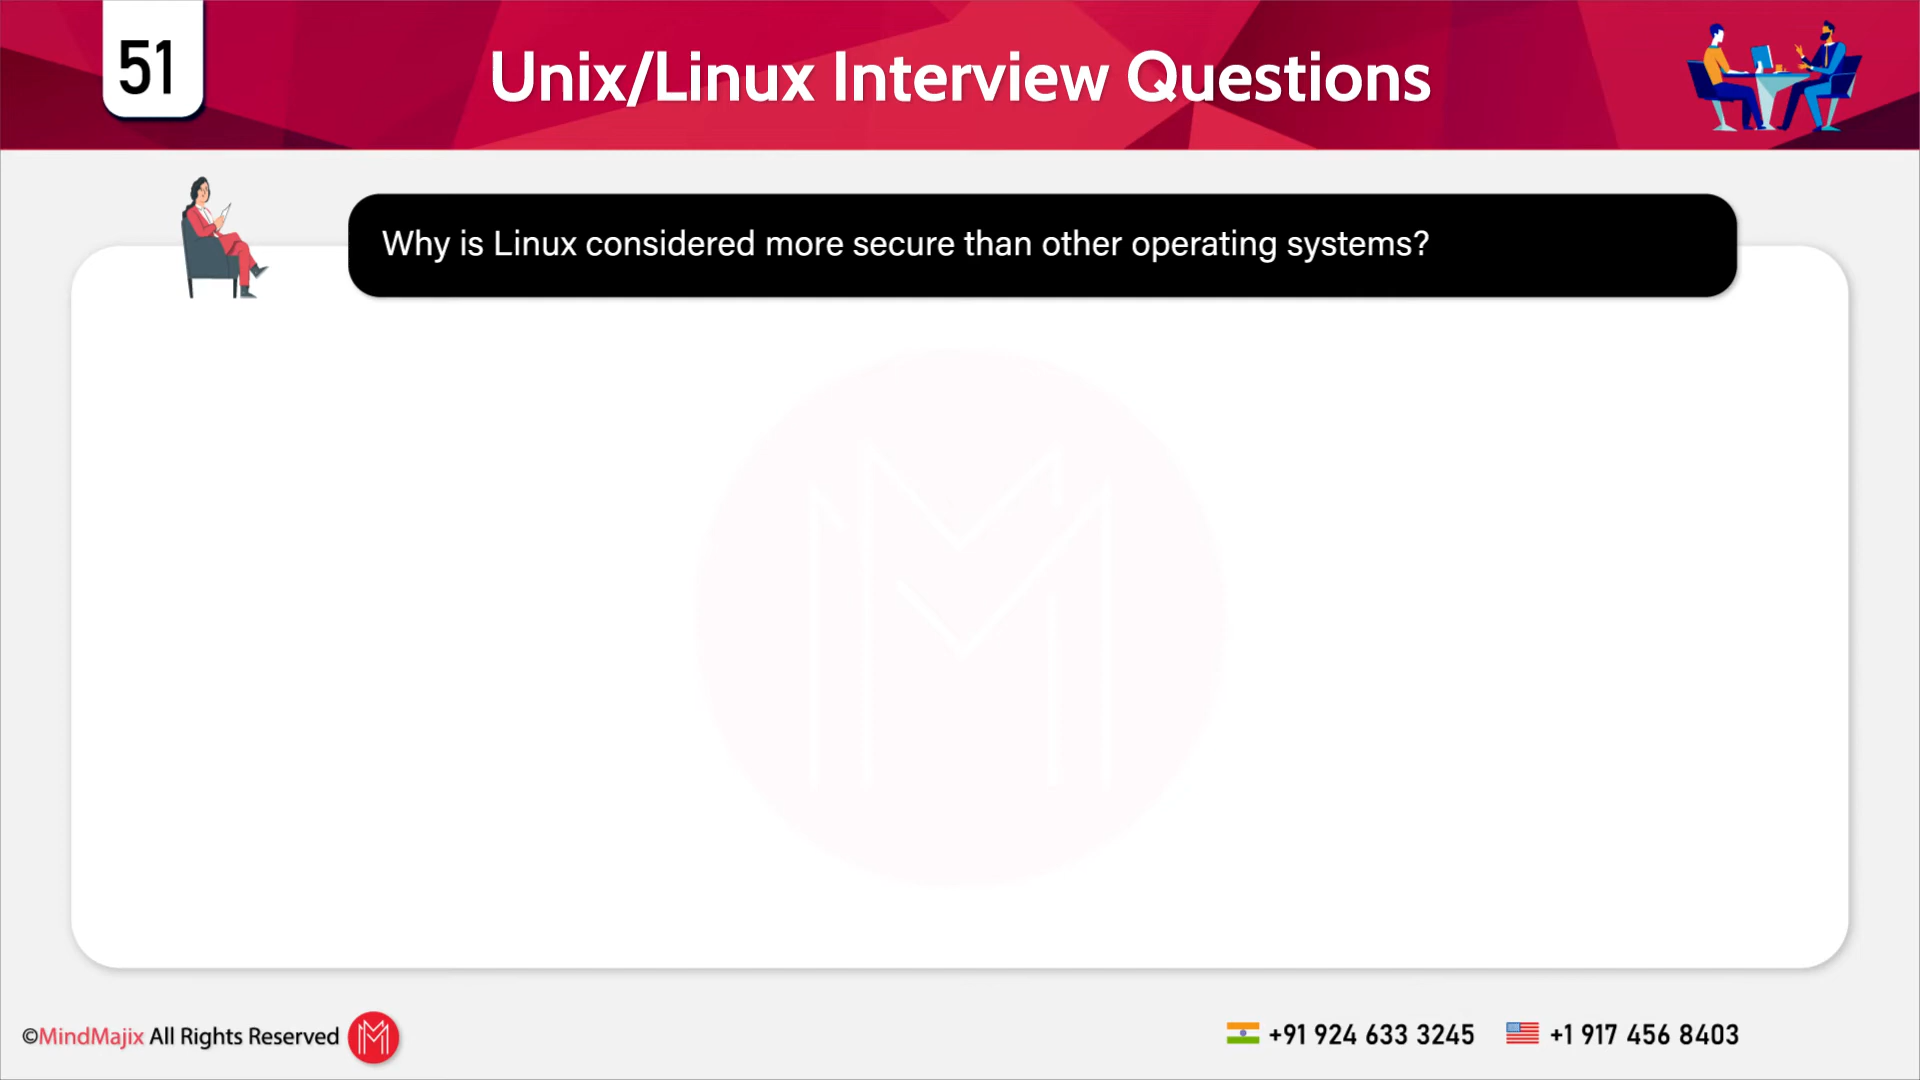 51
Unix/Linux Interview Questions
Why is Linux considered more secure than other operating systems?
©MindMajix All Rights Reserved
+91 924 633 3245
+1 917 456 8403